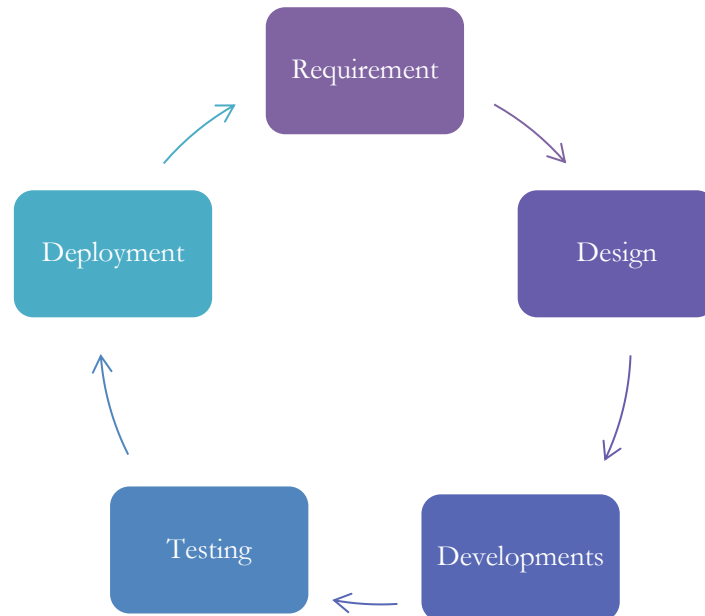 Requirement
Design
Developments
Testing
Deployment